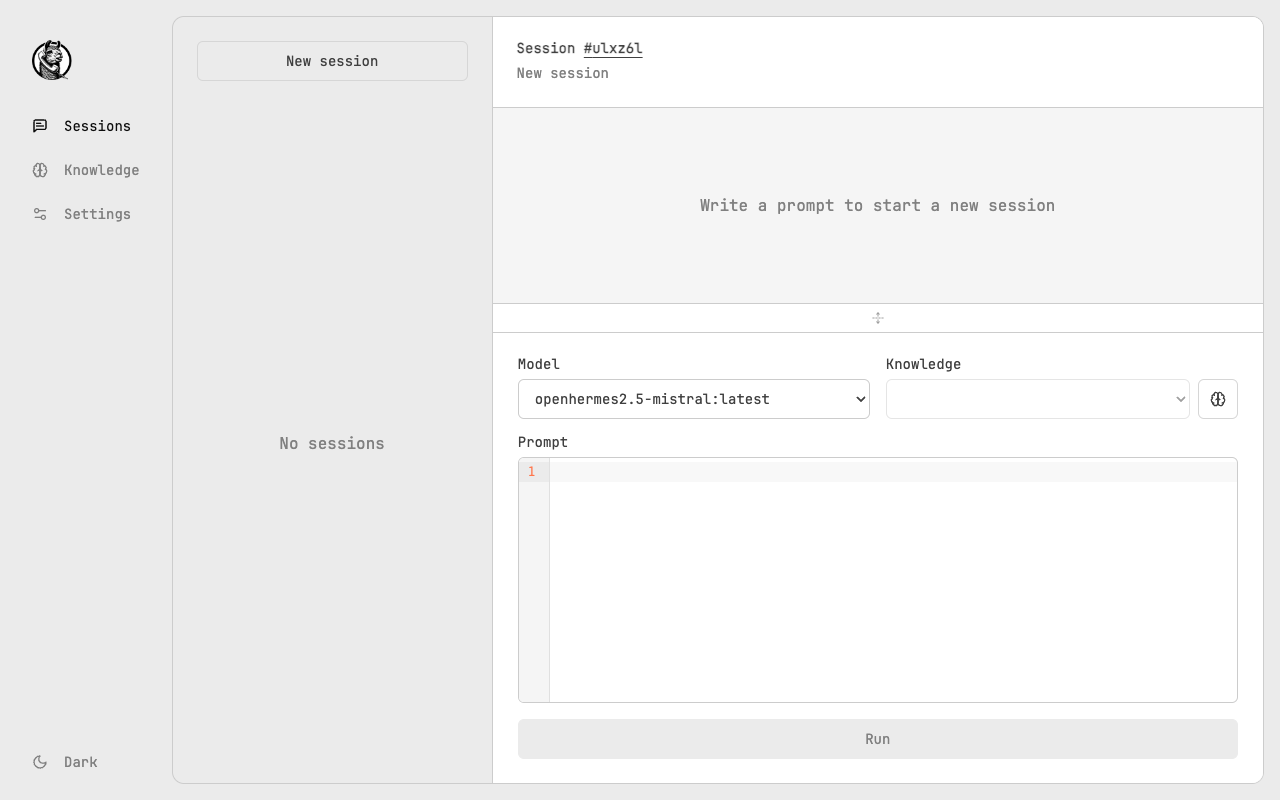 Sessions
Knowledge
Settings
Dark
New session
No sessions
Session #ulxz6l
New session
Write a prompt to start a new session
Model
openhermes2.5-mistral:latest
Knowledge
Prompt
1
Run